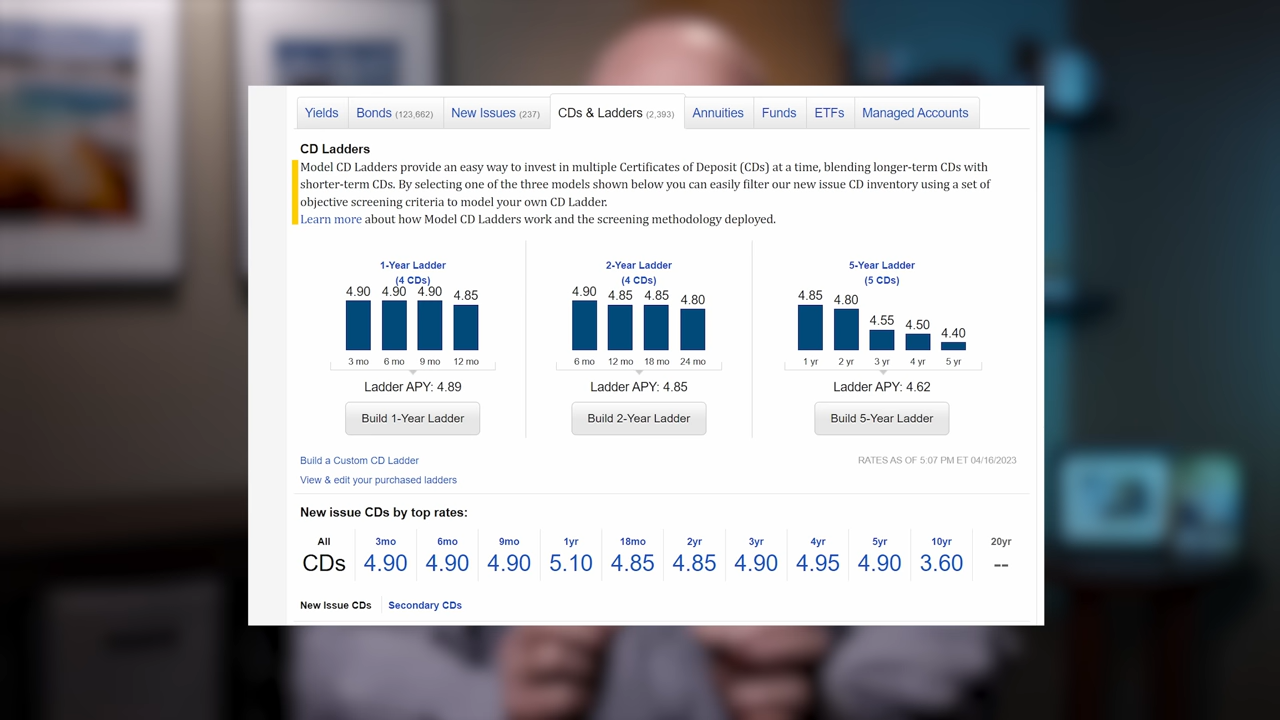 Yields Bonds (123,662) New Issues (237) CDs & Ladders (2,393) Annuities Funds ETFs Managed Accounts
CD Ladders
Model CD Ladders provide an easy way to invest in multiple Certificates of Deposit (CDs) at a time, blending longer-term CDs with
shorter-term CDs. By selecting one of the three models shown below you can easily filter our new issue CD inventory using a set of
objective screening criteria to model your own CD Ladder.
Learn more about how Model CD Ladders work and the screening methodology deployed.
1-Year Ladder
(4 CDs)
4.90 4.90 4.90 4.85
3 mo 6 mo 9 mo 12 mo
Ladder APY: 4.89
Build 1-Year Ladder
2-Year Ladder
(4 CDs)
4.90 4.85 4.85 4.80
6 mo 12 mo 18 mo 24 mo
Ladder APY: 4.85
Build 2-Year Ladder
5-Year Ladder
(5 CDs)
4.85 4.80 4.55 4.50 4.40
1 yr 2 yr 3 yr 4 yr 5 yr
Ladder APY: 4.62
Build 5-Year Ladder
Build a Custom CD Ladder
RATES AS OF 5:07 PM ET 04/16/2023
View & edit your purchased ladders
New issue CDs by top rates:
All 3mo 6mo 9mo 1yr 18mo 2yr 3yr 4yr 5yr 10yr 20yr
CDs 4.90 4.90 4.90 5.10 4.85 4.85 4.90 4.95 4.90 3.60 --
New Issue CDs Secondary CDs